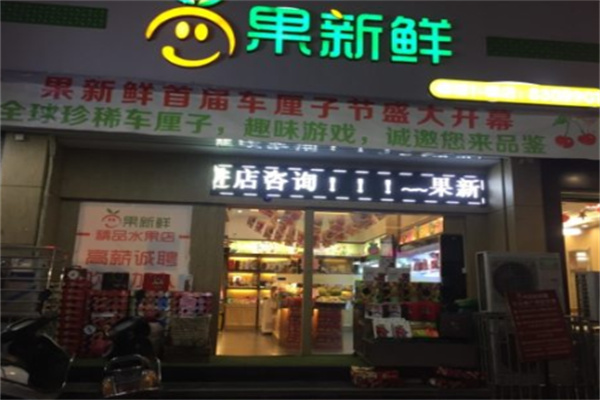 果新鲜
果新鲜首届车厘子节盛大开幕
全球珍稀车厘子，趣味游戏，诚邀您来品鉴
店咨询！！！~~果新
果新鲜
精品水果店
高薪诚聘